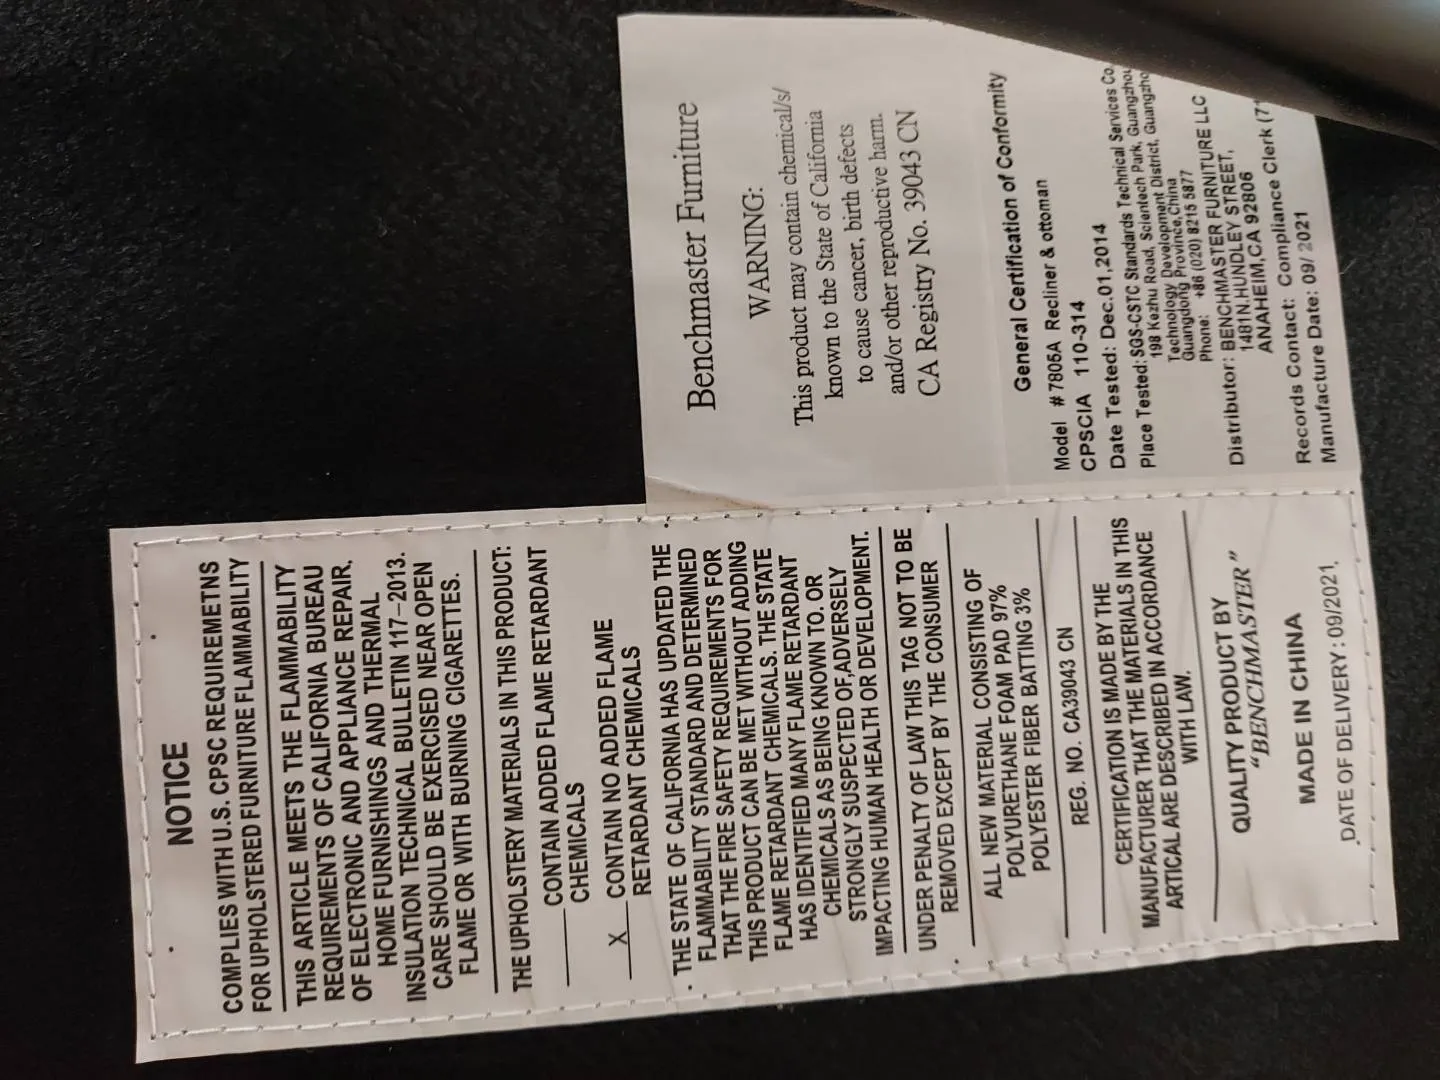 NOTICE
COMPLIES WITH U.S. CPSC REQUIREMETNS
FOR UPHOLSTERED FURNITURE FLAMMABILITY
THIS ARTICLE MEETS THE FLAMMABILITY
REQUIREMENTS OF CALIFORNIA BUREAU
OF ELECTRONIC AND APPLIANCE REPAIR,
HOME FURNISHINGS AND THERMAL
INSULATION TECHNICAL BULLETIN 117-2013.
CARE SHOULD BE EXERCISED NEAR OPEN
FLAME OR WITH BURNING CIGARETTES.
THE UPHOLSTERY MATERIALS IN THIS PRODUCT:
CONTAIN ADDED FLAME RETARDANT
CHEMICALS
X CONTAIN NO ADDED FLAME
RETARDANT CHEMICALS
THE STATE OF CALIFORNIA HAS UPDATED THE
FLAMMABILITY STANDARD AND DETERMINED
THAT THE FIRE SAFETY REQUIREMENTS FOR
THIS PRODUCT CAN BE MET WITHOUT ADDING
FLAME RETARDANT CHEMICALS. THE STATE
HAS IDENTIFIED MANY FLAME RETARDANT
CHEMICALS AS BEING KNOWN TO. OR
STRONGLY SUSPECTED OF,ADVERSELY
IMPACTING HUMAN HEALTH OR DEVELOPMENT.
UNDER PENALTY OF LAW THIS TAG NOT TO BE
REMOVED EXCEPT BY THE CONSUMER
ALL NEW MATERIAL CONSISTING OF
POLYURETHANE FOAM PAD 97%
POLYESTER FIBER BATTING 3%
REG. NO. CA39043 CN
CERTIFICATION IS MADE BY THE
MANUFACTURER THAT THE MATERIALS IN THIS
ARTICAL ARE DESCRIBED IN ACCORDANCE
WITH LAW.
QUALITY PRODUCT BY
"BENCHMASTER"
MADE IN CHINA
DATE OF DELIVERY: 09/2021
Benchmaster Furniture
WARNING:
This product may contain chemical/s/
known to the State of California
to cause cancer, birth defects
and/or other reproductive harm.
CA Registry No. 39043 CN
General Certification of Conformity
Model # 7805A Recliner & ottoman
CPSCIA 110-314
Date Tested: Dec.01,2014
Place Tested: SGS-CSTC Standards Technical Services Co.
198 Kezhu Road, Scientech Park, Guangzhou
Technology Development District, Guangzhou
Guangdong Province,China
Phone: +86 (020) 8215 5877
Distributor: BENCHMASTER FURNITURE LLC
1481N.HUNDLEY STREET,
ANAHEIM,CA 92806
Records Contact: Compliance Clerk (71
Manufacture Date: 09/ 2021